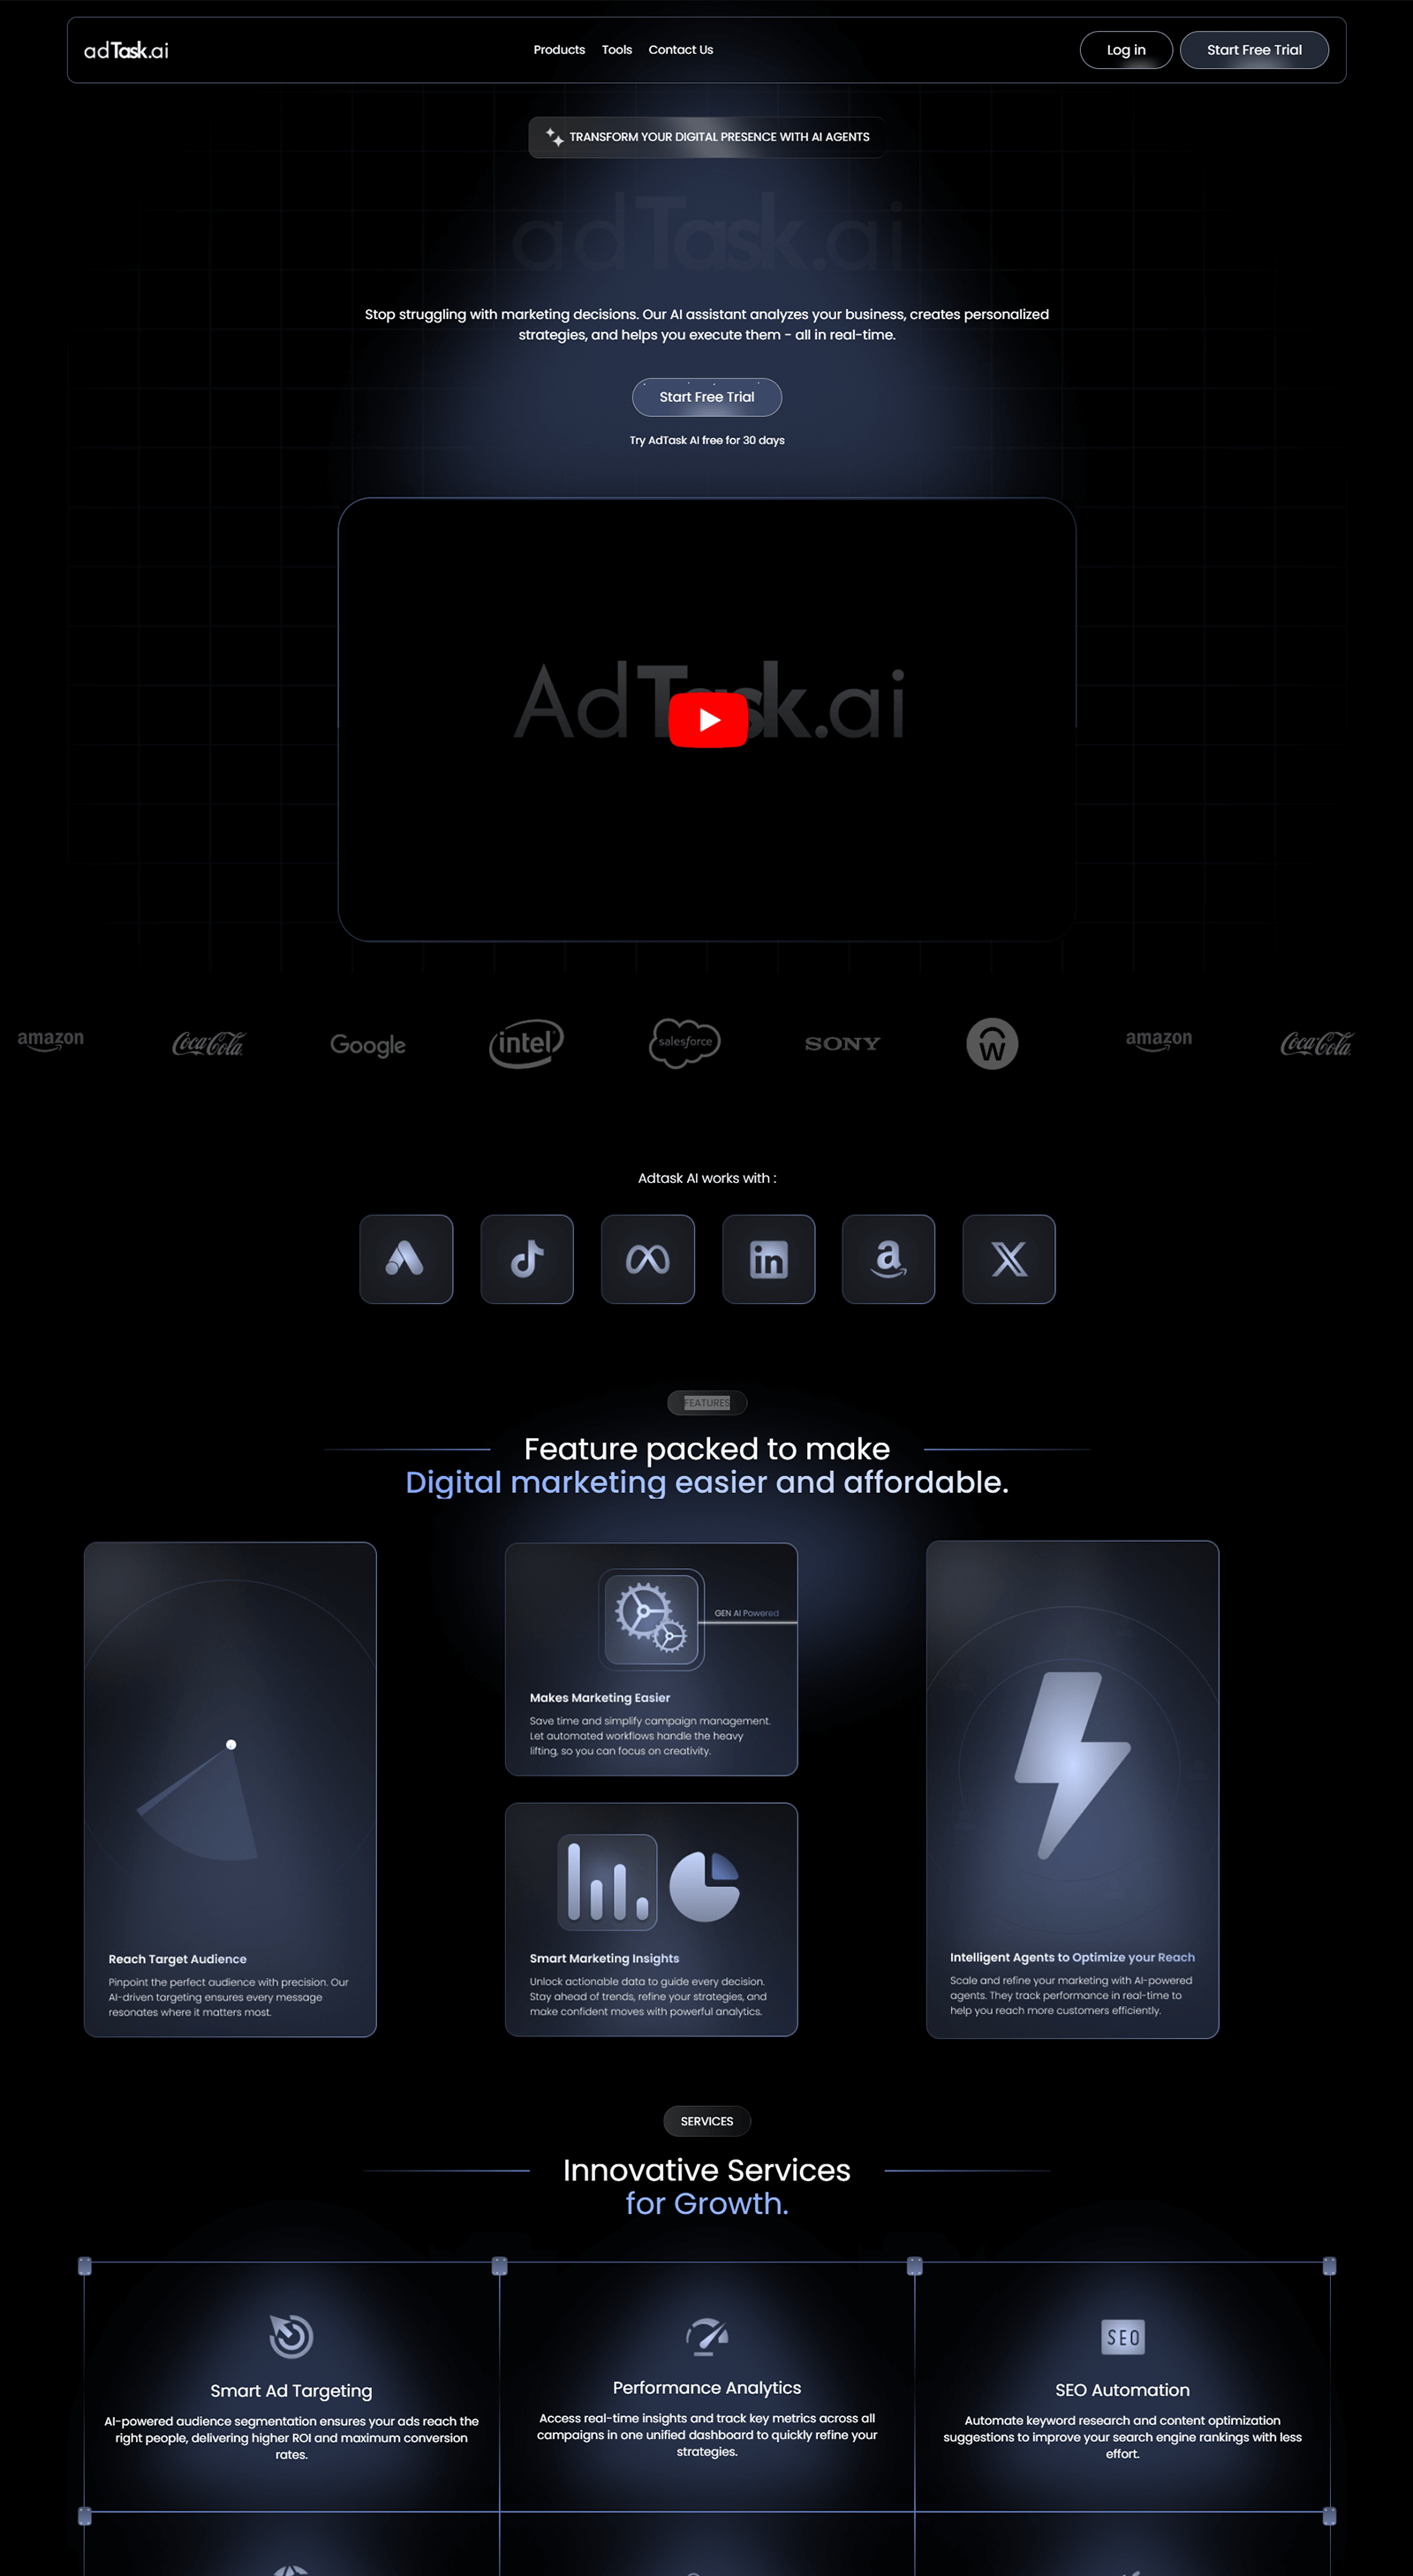 adTask.ai
Products Tools Contact Us
Log in Start Free Trial
TRANSFORM YOUR DIGITAL PRESENCE WITH AI AGENTS
adTask.ai
Stop struggling with marketing decisions. Our AI assistant analyzes your business, creates personalized
strategies, and helps you execute them - all in real-time.
Start Free Trial
Try AdTask AI free for 30 days
AdTask.ai
amazon Coca-Cola Google intel salesforce SONY W amazon Coca-Cola
Adtask AI works with :
in a X
FEATURES
Feature packed to make
Digital marketing easier and affordable.
GEN AI Powered
Makes Marketing Easier
Save time and simplify campaign management.
Let automated workflows handle the heavy
lifting, so you can focus on creativity.
Reach Target Audience
Pinpoint the perfect audience with precision. Our
AI-driven targeting ensures every message
resonates where it matters most.
Smart Marketing Insights
Unlock actionable data to guide every decision.
Stay ahead of trends, refine your strategies, and
make confident moves with powerful analytics.
Intelligent Agents to Optimize your Reach
Scale and refine your marketing with AI-powered
agents. They track performance in real-time to
help you reach more customers efficiently.
SERVICES
Innovative Services
for Growth.
Smart Ad Targeting
AI-powered audience segmentation ensures your ads reach the
right people, delivering higher ROI and maximum conversion
rates.
Performance Analytics
Access real-time insights and track key metrics across all
campaigns in one unified dashboard to quickly refine your
strategies.
SEO
SEO Automation
Automate keyword research and content optimization
suggestions to improve your search engine rankings with less
effort.